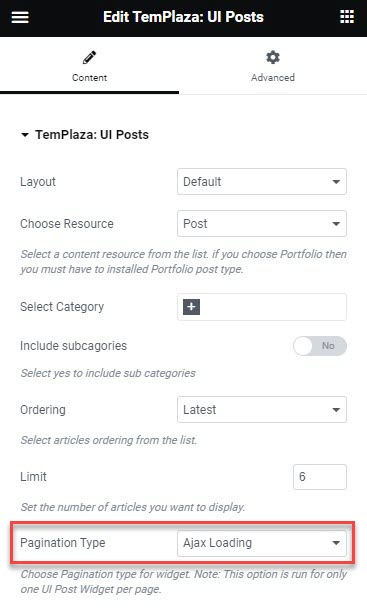 Edit TemPlaza: UI Posts
Content
Advanced
TemPlaza: UI Posts
Layout
Default
Choose Resource
Post
Select a content resource from the list. if you choose Portfolio then
you must have to installed Portfolio post type.
Select Category
Include subcagories
No
Select yes to include sub categories
Ordering
Latest
Select articles ordering from the list.
Limit
6
Set the number of articles you want to display.
Pagination Type
Ajax Loading
Choose Pagination type for widget. Note: This option is run for only
one UI Post Widget per page.